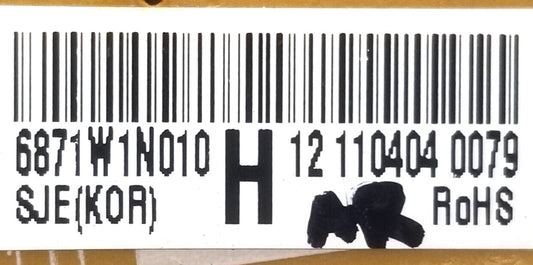 6871W1N010 H 12 110404 0079
SJE(KOR) RoHS